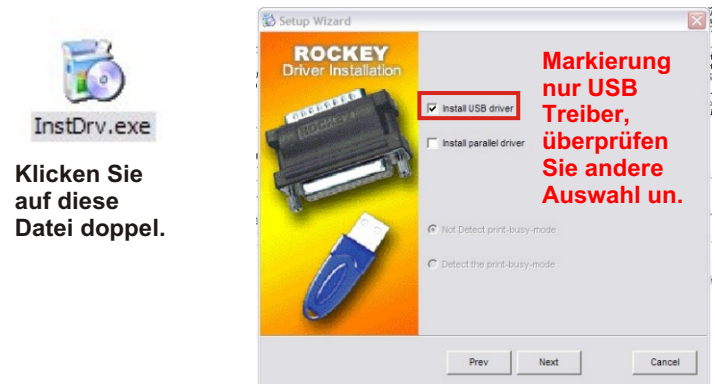 InstDrv.exe
Klicken Sie
auf diese
Datei doppel.
Setup Wizard
ROCKEY
Driver Installation
ROCKEY
Install USB driver
Install parallel driver
Not Detect print-busy-mode
Detect the print-busy-mode
Markierung
nur USB
Treiber,
überprüfen
Sie andere
Auswahl un.
Prev
Next
Cancel